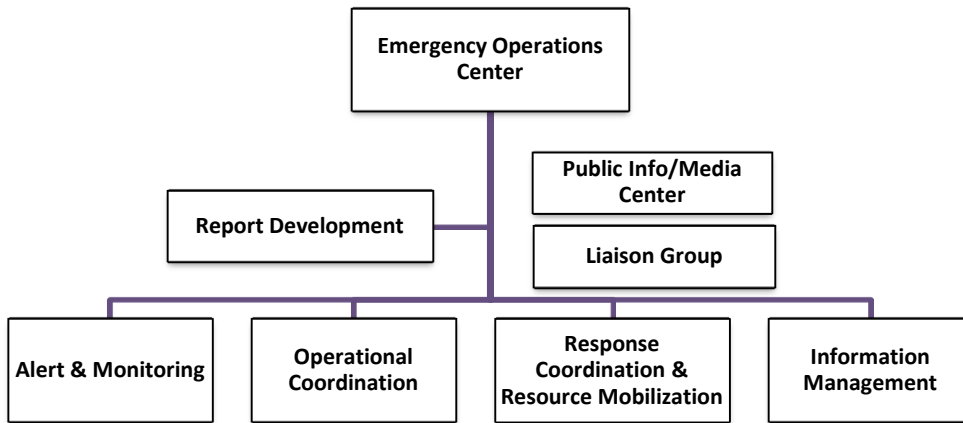 Emergency Operations
Center
Public Info/Media
Center
Report Development
Liaison Group
Alert & Monitoring
Operational
Coordination
Response
Coordination &
Resource Mobilization
Information
Management